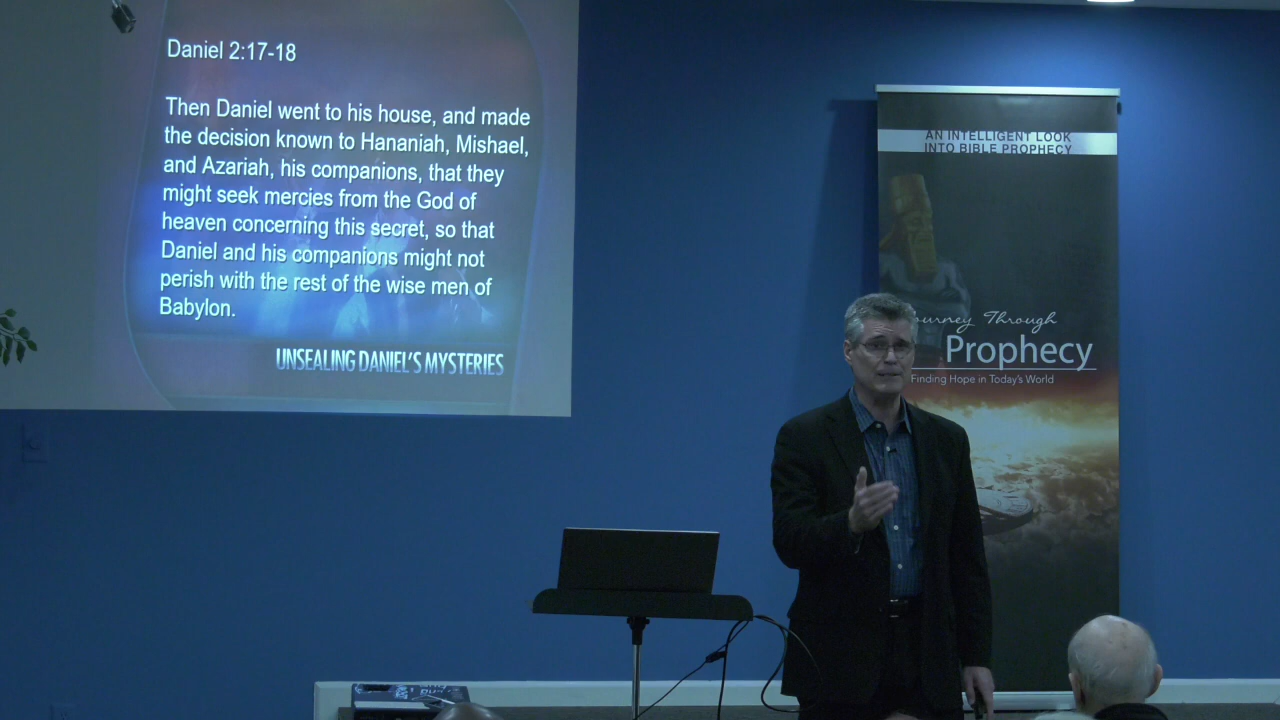 Daniel 2:17-18
Then Daniel went to his house, and made
the decision known to Hananiah, Mishael,
and Azariah, his companions, that they
might seek mercies from the God of
heaven concerning this secret, so that
Daniel and his companions might not
perish with the rest of the wise men of
Babylon.
UNSEALING DANIEL'S MYSTERIES
AN INTELLIGENT LOOK
INTO BIBLE PROPHECY
ourney Through
Prophecy
Finding Hope in Today's World